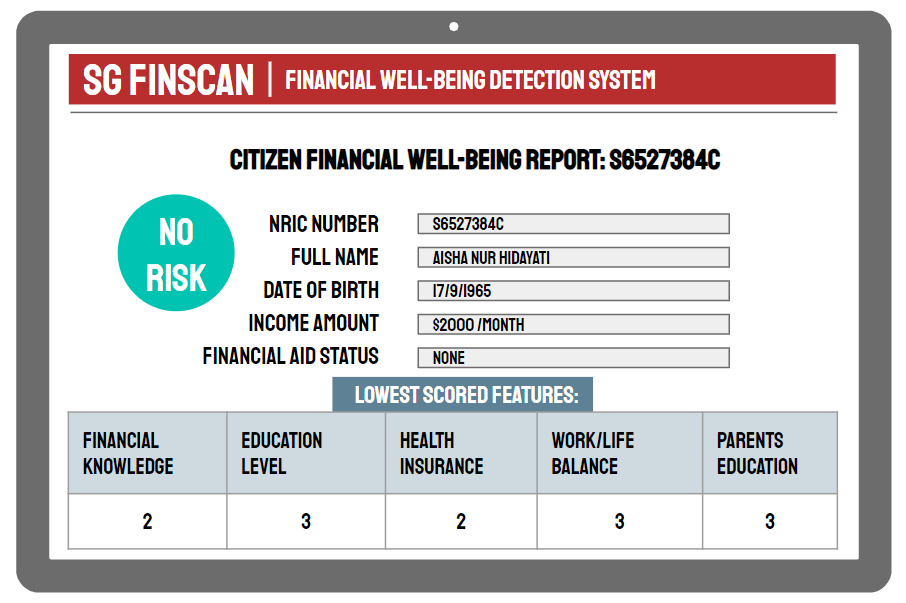 SG FINSCAN | FINANCIAL WELL-BEING DETECTION SYSTEM
CITIZEN FINANCIAL WELL-BEING REPORT: S6527384C
NO
RISK
NRIC NUMBER S6527384C
FULL NAME AISHA NUR HIDAYATI
DATE OF BIRTH 17/9/1965
INCOME AMOUNT $2000 /MONTH
FINANCIAL AID STATUS NONE
LOWEST SCORED FEATURES:
FINANCIAL EDUCATION HEALTH WORK/LIFE PARENTS
KNOWLEDGE LEVEL INSURANCE BALANCE EDUCATION
2 3 2 3 3